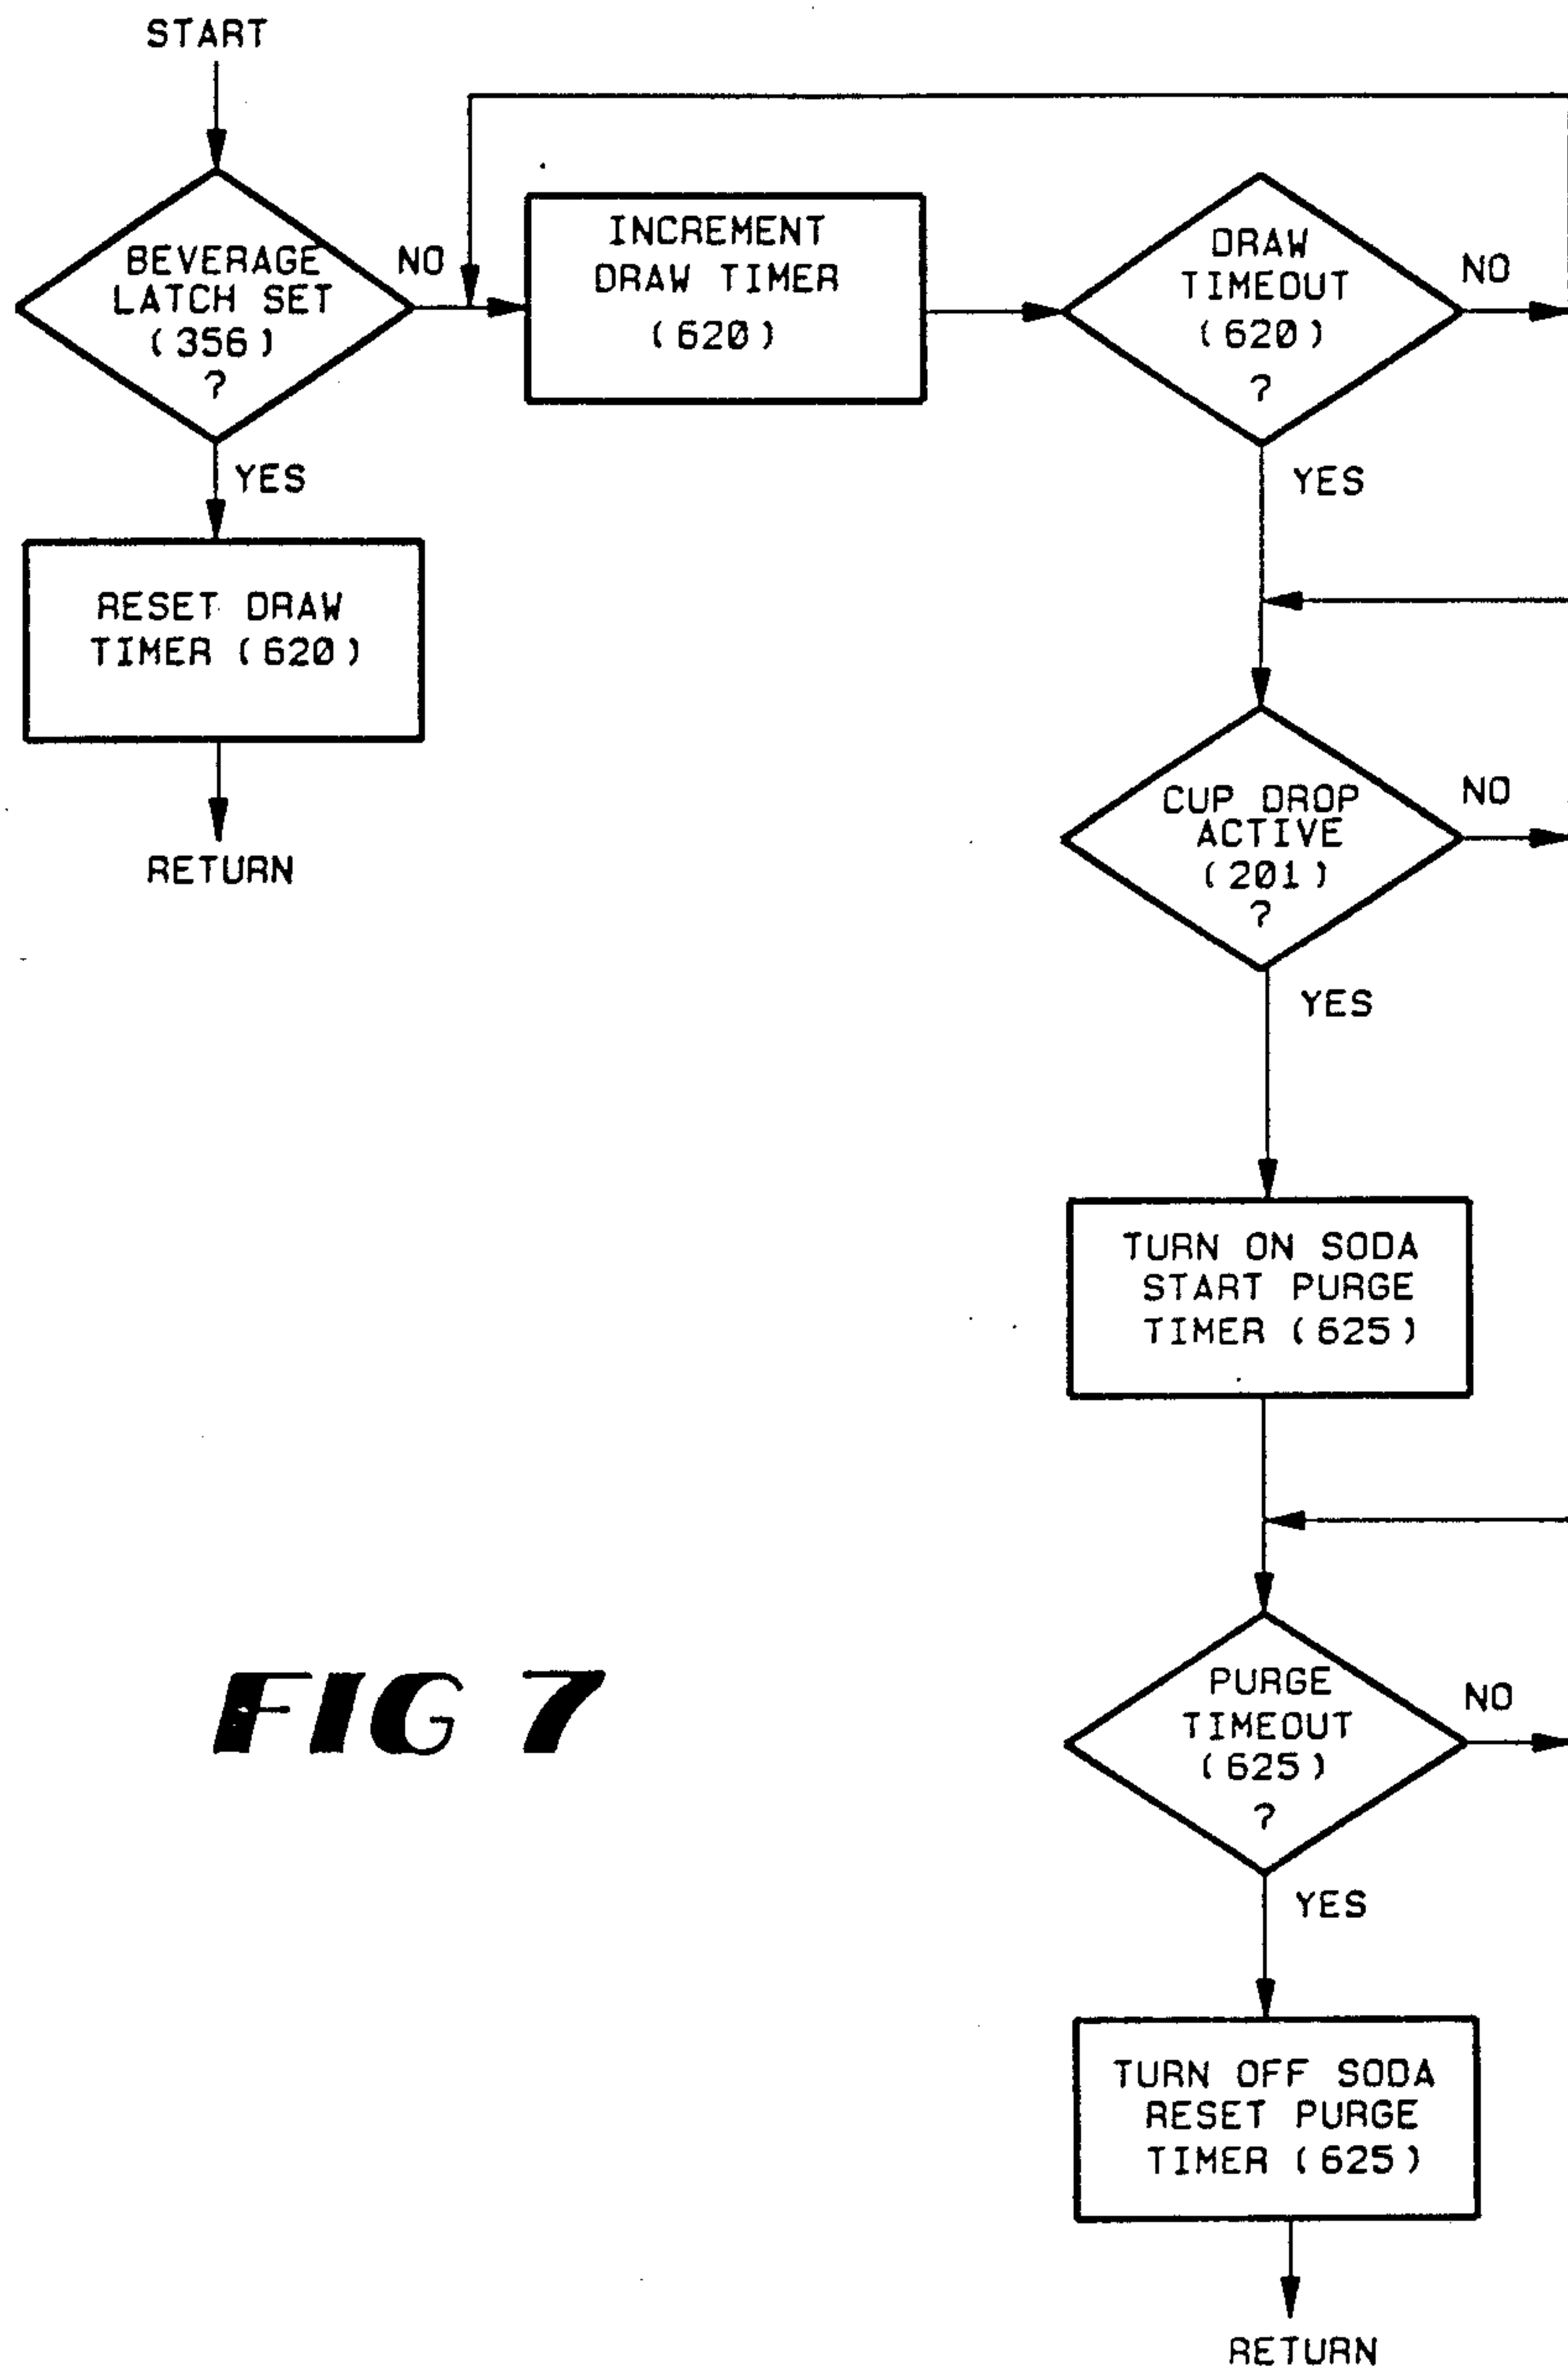 START
BEVERAGE
LATCH SET
(356)
?
NO
YES
RESET DRAW
TIMER (620)
RETURN
INCREMENT
DRAW TIMER
(620)
DRAW
TIMEOUT
(620)
?
NO
YES
CUP DROP
ACTIVE
(201)
?
NO
YES
TURN ON SODA
START PURGE
TIMER (625)
PURGE
TIMEOUT
(625)
?
NO
YES
TURN OFF SODA
RESET PURGE
TIMER (625)
RETURN
FIG 7